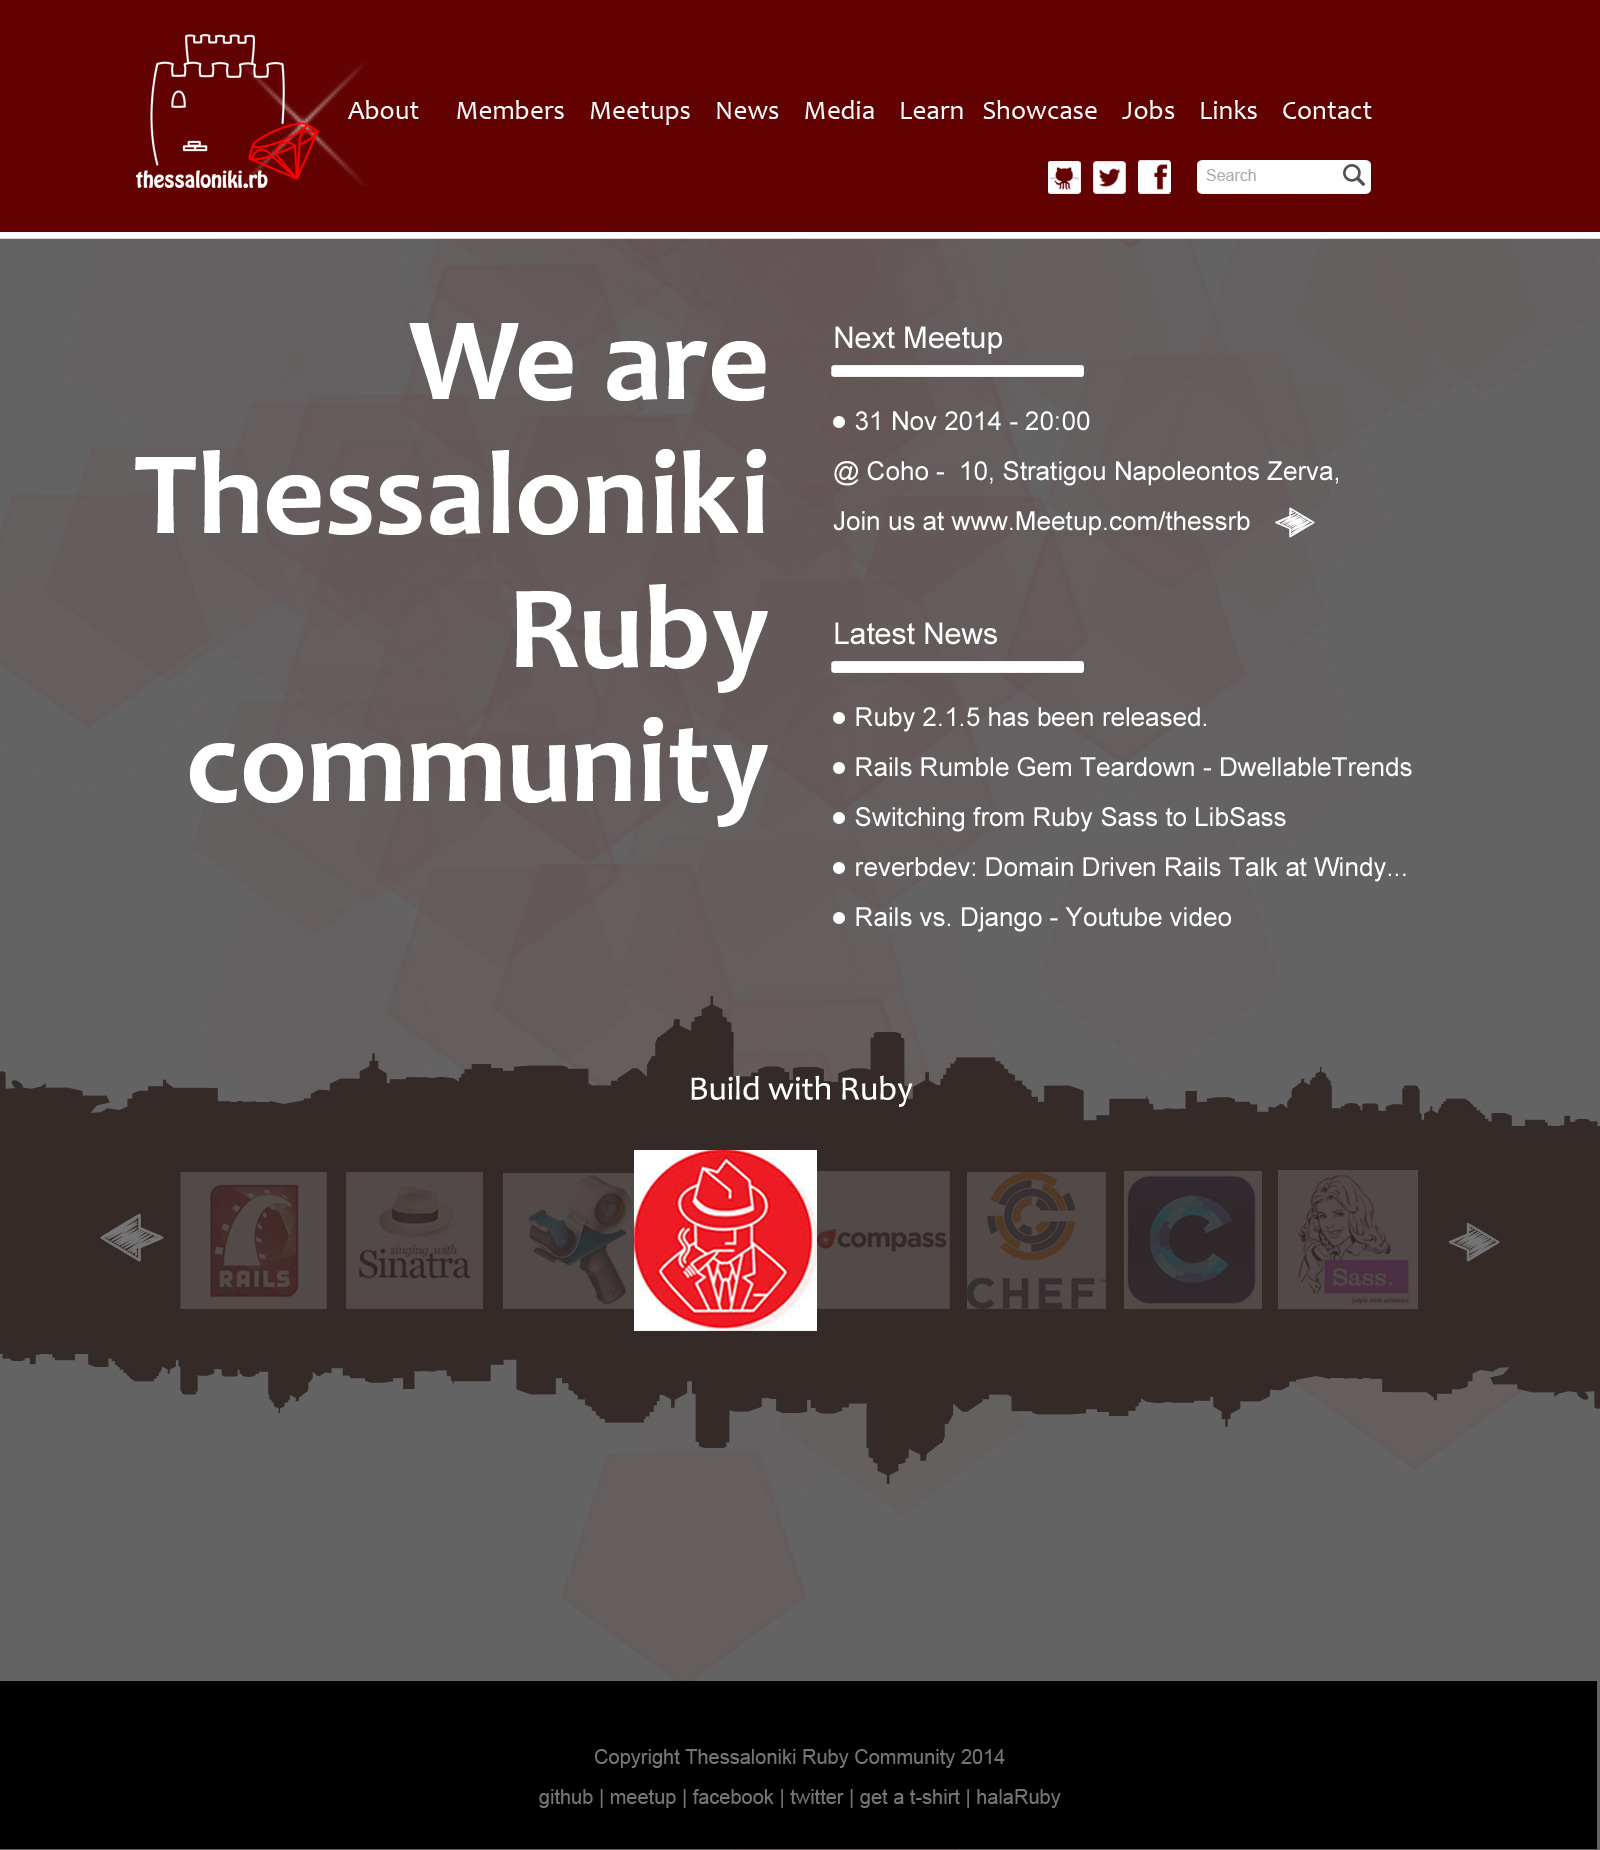 thessaloniki.rb
About Members Meetups News Media Learn Showcase Jobs Links Contact
Search
We are
Thessaloniki
Ruby
community
Next Meetup
• 31 Nov 2014 - 20:00
@ Coho - 10, Stratigou Napoleontos Zerva,
Join us at www.Meetup.com/thessrb
Latest News
• Ruby 2.1.5 has been released.
• Rails Rumble Gem Teardown - DwellableTrends
• Switching from Ruby Sass to LibSass
• reverbdev: Domain Driven Rails Talk at Windy...
• Rails vs. Django - Youtube video
Build with Ruby
RAILS
singing with
Sinatra
compass
CHEF
Sass.
Copyright Thessaloniki Ruby Community 2014
github | meetup | facebook | twitter | get a t-shirt | halaRuby